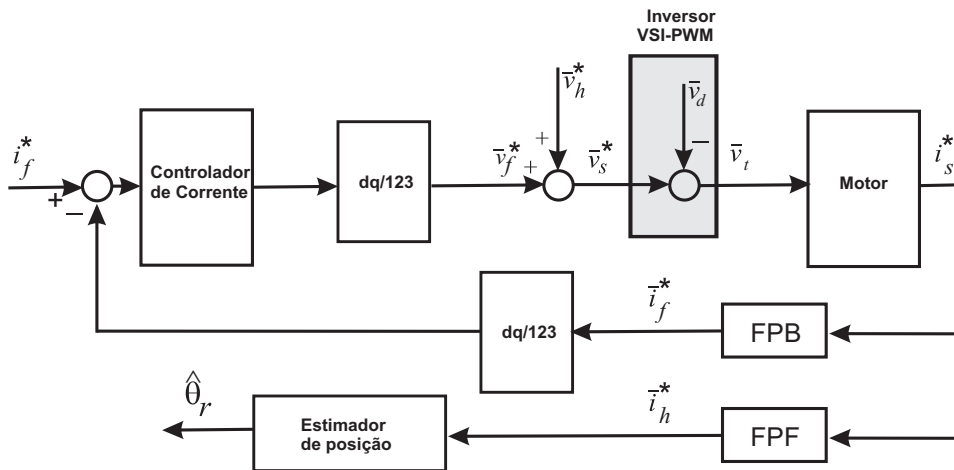 Inversor
VSI-PWM
v̄*h
v̄d
i*f
+
−
Controlador
de Corrente
dq/123
v̄*f
+
+
v̄*s
−
v̄t
Motor
i*s
dq/123
ī*f
FPB
θ̂r
Estimador
de posição
ī*h
FPF